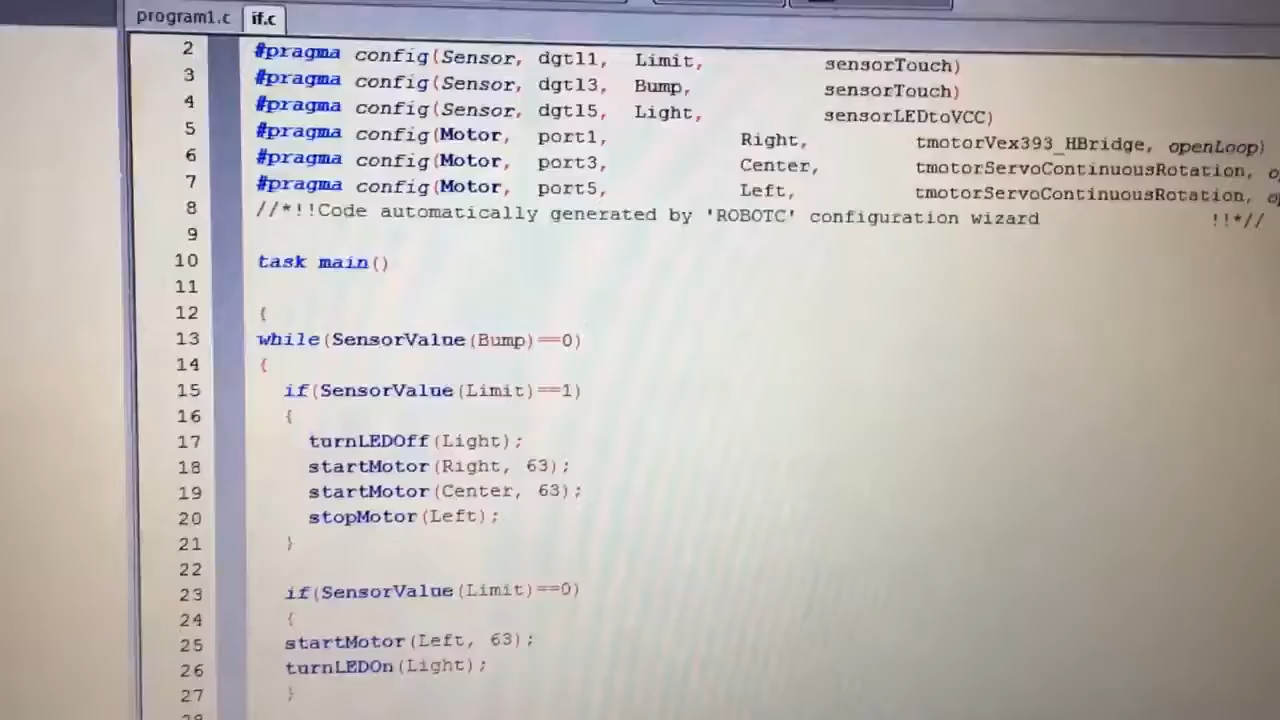 program1.c if.c
2 #pragma config(Sensor, dgtl1, Limit, sensorTouch)
3 #pragma config(Sensor, dgtl3, Bump, sensorTouch)
4 #pragma config(Sensor, dgtl5, Light, sensorLEDtoVCC)
5 #pragma config(Motor, port1, Right, tmotorVex393_HBridge, openLoop)
6 #pragma config(Motor, port3, Center, tmotorServoContinuousRotation,
7 #pragma config(Motor, port5, Left, tmotorServoContinuousRotation,
8 //*!!Code automatically generated by 'ROBOTC' configuration wizard !!*//
9
10 task main()
11
12 {
13 while(SensorValue(Bump)==0)
14 {
15 if(SensorValue(Limit)==1)
16 {
17 turnLEDOff(Light);
18 startMotor(Right, 63);
19 startMotor(Center, 63);
20 stopMotor(Left);
21 }
22
23 if(SensorValue(Limit)==0)
24 {
25 startMotor(Left, 63);
26 turnLEDOn(Light);
27 }
28